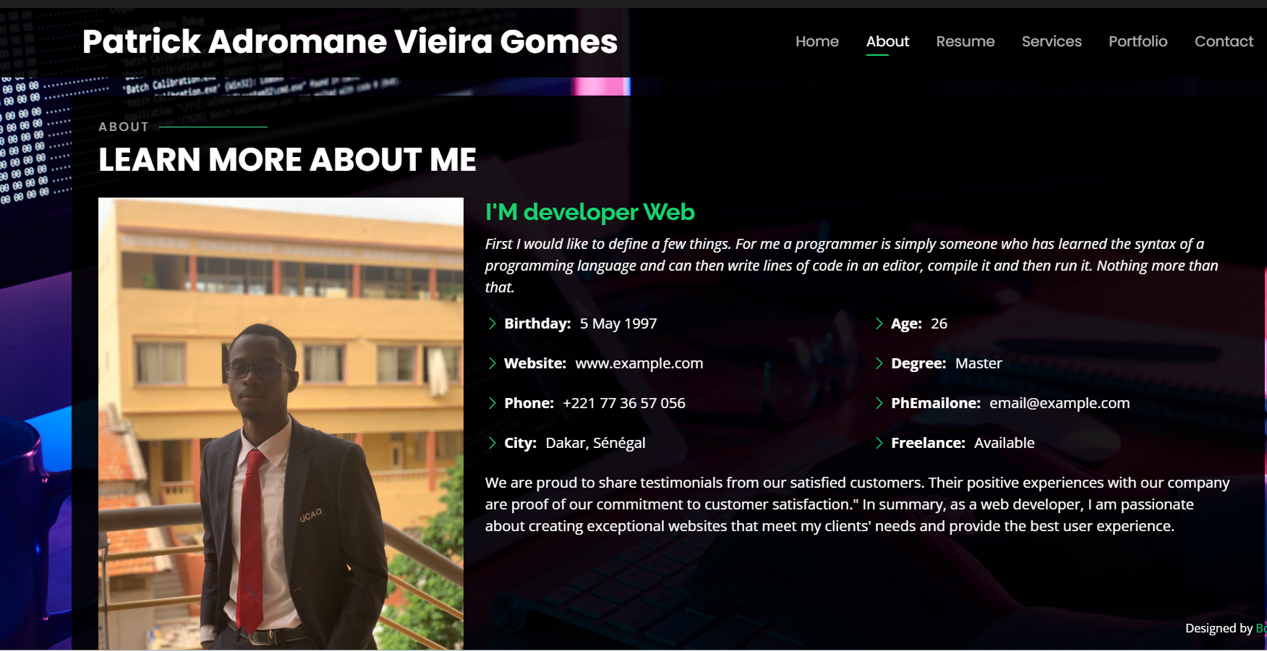 Patrick Adromane Vieira Gomes
Home About Resume Services Portfolio Contact
'Batch Calibration.exe' (Win32):
ABOUT
LEARN MORE ABOUT ME
I'M developer Web
First I would like to define a few things. For me a programmer is simply someone who has learned the syntax of a
programming language and can then write lines of code in an editor, compile it and then run it. Nothing more than
that.
Birthday: 5 May 1997
Age: 26
Website: www.example.com
Degree: Master
Phone: +221 77 36 57 056
PhEmailone: email@example.com
City: Dakar, Sénégal
Freelance: Available
UCAO
We are proud to share testimonials from our satisfied customers. Their positive experiences with our company
are proof of our commitment to customer satisfaction." In summary, as a web developer, I am passionate
about creating exceptional websites that meet my clients' needs and provide the best user experience.
Designed by